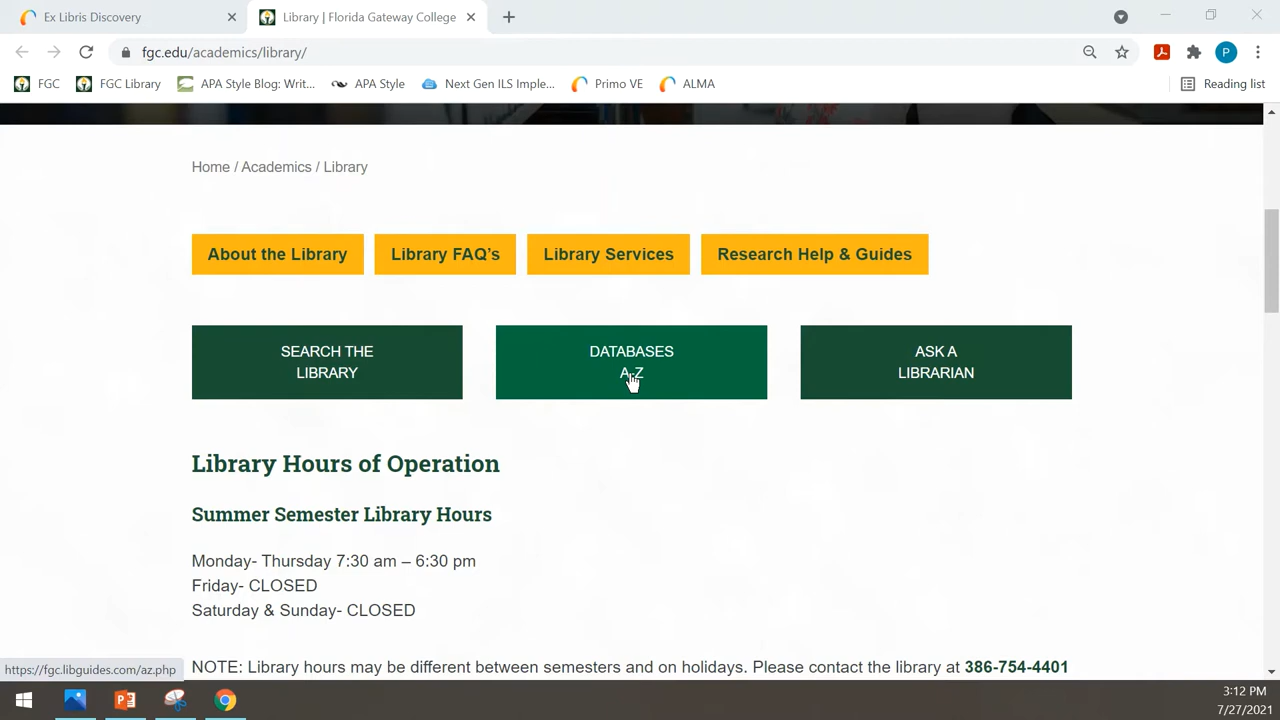 Ex Libris Discovery
Library | Florida Gateway College
fgc.edu/academics/library/
P
FGC
FGC Library
APA Style Blog: Writ...
APA Style
Next Gen ILS Imple...
Primo VE
ALMA
Reading list
Home / Academics / Library
About the Library
Library FAQ's
Library Services
Research Help & Guides
SEARCH THE
LIBRARY
DATABASES
A-Z
ASK A
LIBRARIAN
Library Hours of Operation
Summer Semester Library Hours
Monday- Thursday 7:30 am – 6:30 pm
Friday- CLOSED
Saturday & Sunday- CLOSED
NOTE: Library hours may be different between semesters and on holidays. Please contact the library at 386-754-4401
https://fgc.libguides.com/az.php
3:12 PM
7/27/2021